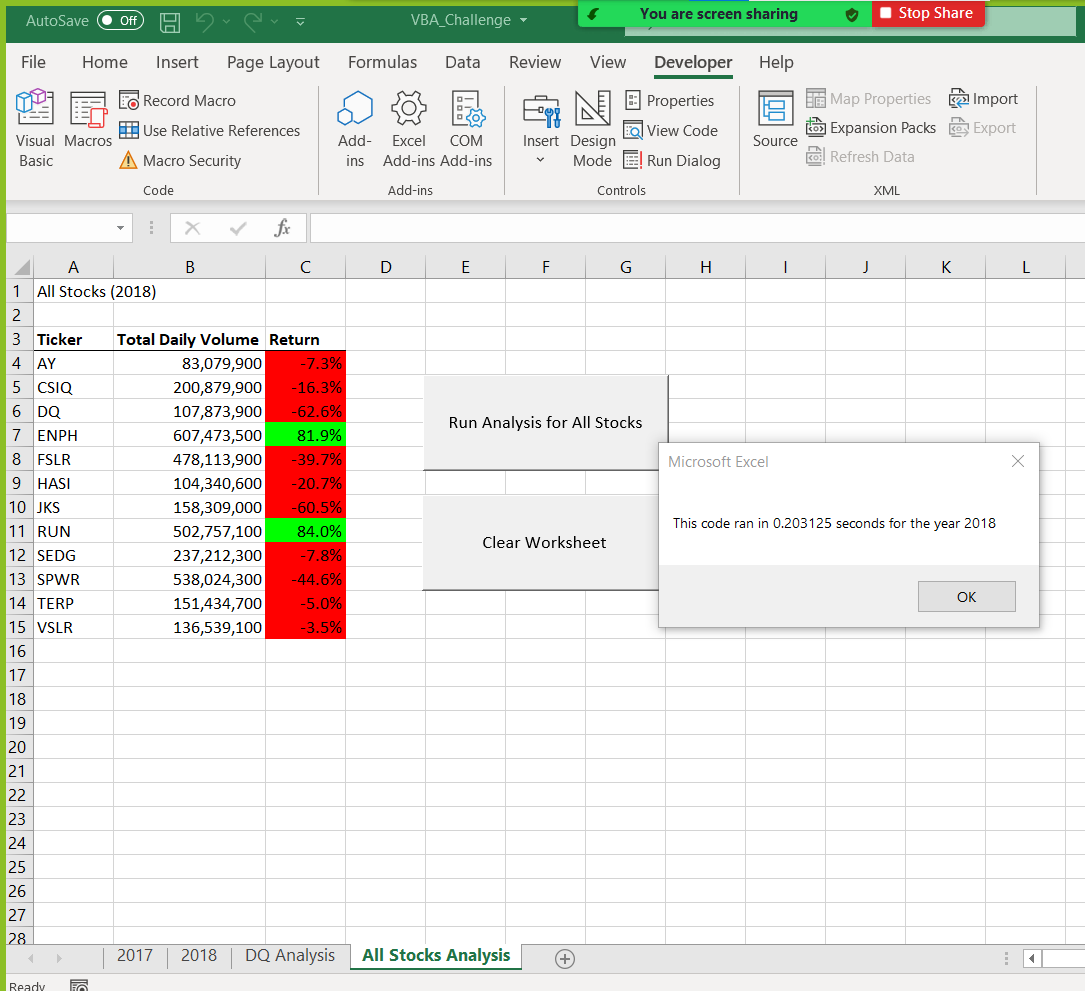 AutoSave Off VBA_Challenge You are screen sharing Stop Share
File Home Insert Page Layout Formulas Data Review View Developer Help
Visual Basic
Macros
Record Macro
Use Relative References
Macro Security
Code
Add-ins
Excel Add-ins
COM Add-ins
Add-ins
Insert
Design Mode
Properties
View Code
Run Dialog
Controls
Source
Map Properties
Expansion Packs
Refresh Data
Import
Export
XML
fx
A B C D E F G H I J K L
1 All Stocks (2018)
2
3 Ticker Total Daily Volume Return
4 AY 83,079,900 -7.3%
5 CSIQ 200,879,900 -16.3%
6 DQ 107,873,900 -62.6%
7 ENPH 607,473,500 81.9%
8 FSLR 478,113,900 -39.7%
9 HASI 104,340,600 -20.7%
10 JKS 158,309,000 -60.5%
11 RUN 502,757,100 84.0%
12 SEDG 237,212,300 -7.8%
13 SPWR 538,024,300 -44.6%
14 TERP 151,434,700 -5.0%
15 VSLR 136,539,100 -3.5%
16
17
18
19
20
21
22
23
24
25
26
27
28
Run Analysis for All Stocks
Clear Worksheet
Microsoft Excel
This code ran in 0.203125 seconds for the year 2018
OK
2017 2018 DQ Analysis All Stocks Analysis
Ready